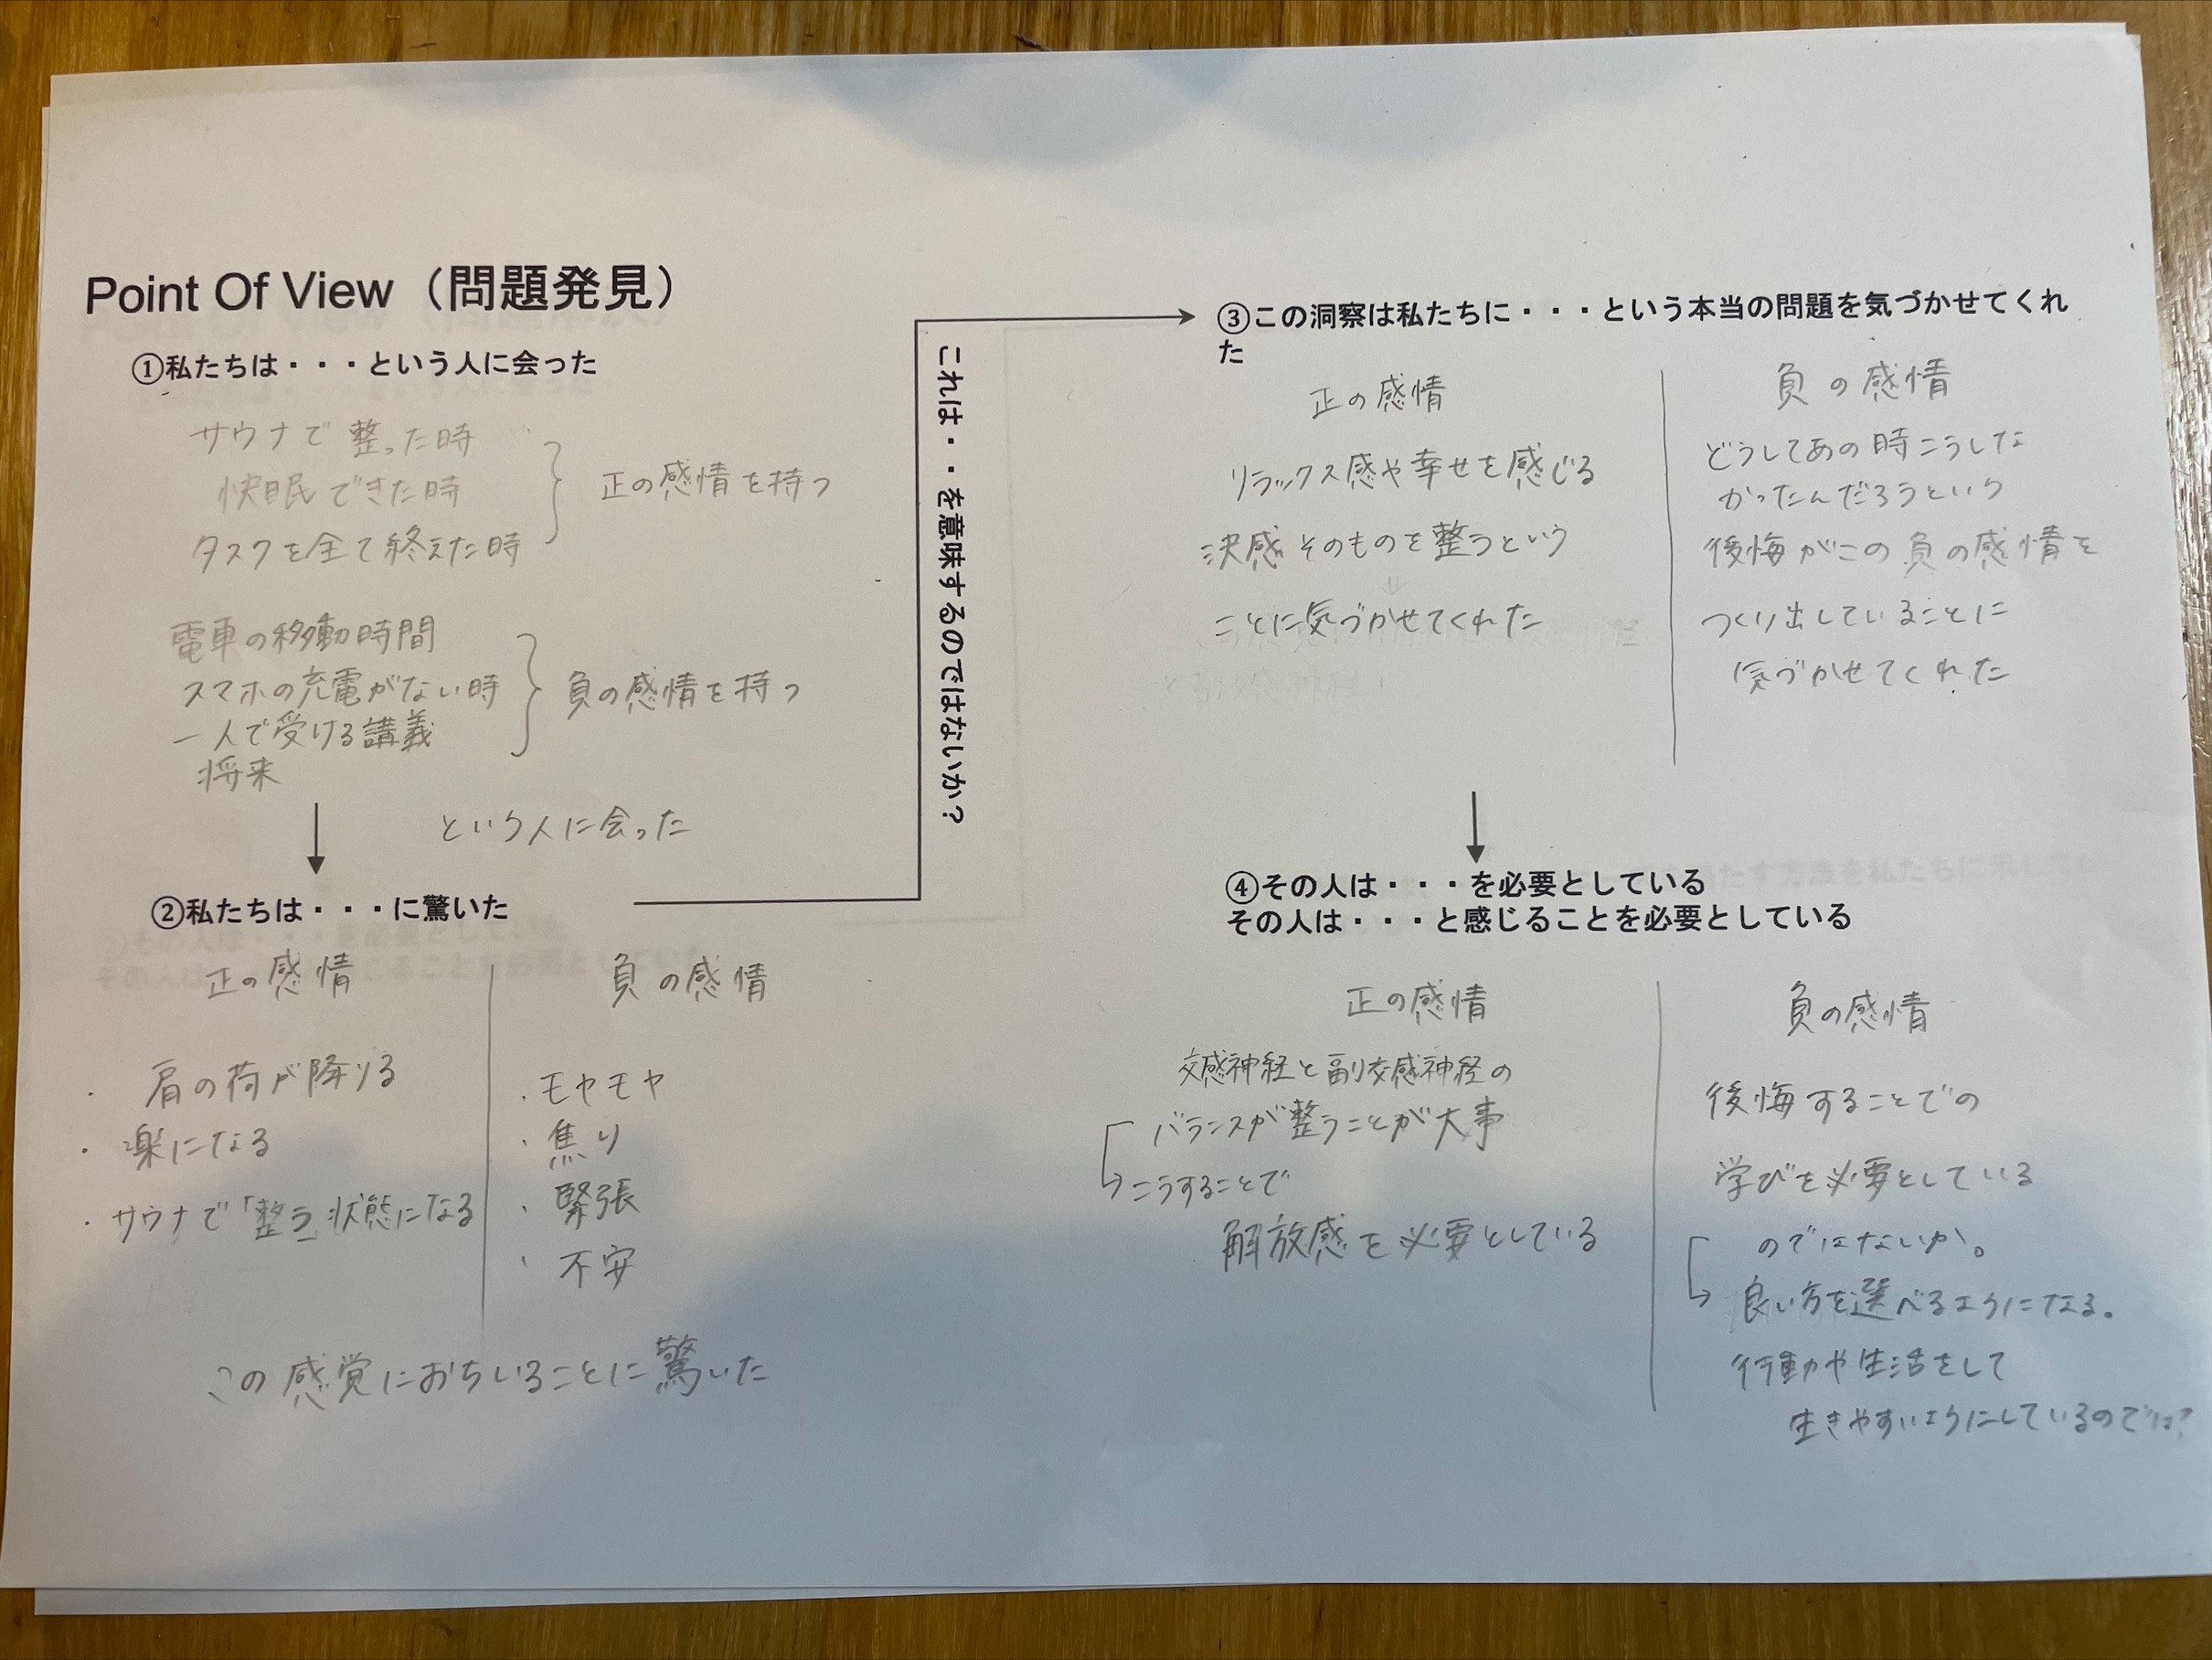 Point Of View（問題発見）
①私たちは・・・という人に会った
サウナで整った時
快眠できた時
タスクを全て終えた時
正の感情を持つ
電車の移動時間
スマホの充電がない時
一人で受ける講義
将来
負の感情を持つ
という人に会った
②私たちは・・・に驚いた
正の感情
・肩の荷が降りる
・楽になる
・サウナで「整う」状態になる
負の感情
・モヤモヤ
・焦り
・緊張
・不安
この感覚におちいることに驚いた
これは・・・を意味するのではないか？
③この洞察は私たちに・・・という本当の問題を気づかせてくれ
た
正の感情
リラックス感や幸せを感じる
決感そのものを整うという
ことに気づかせてくれた
負の感情
どうしてあの時こうしな
かったんだろうという
後悔がこの負の感情を
つくり出していることに
気づかせてくれた
④その人は・・・を必要としている
その人は・・・と感じることを必要としている
正の感情
交感神経と副交感神経の
バランスが整うことが大事
こうすることで
解放感を必要としている
負の感情
後悔することでの
学びを必要としている
のではないか。
良い方を選べるようになる。
行動や生活をして
生きやすいようにしているのでは？